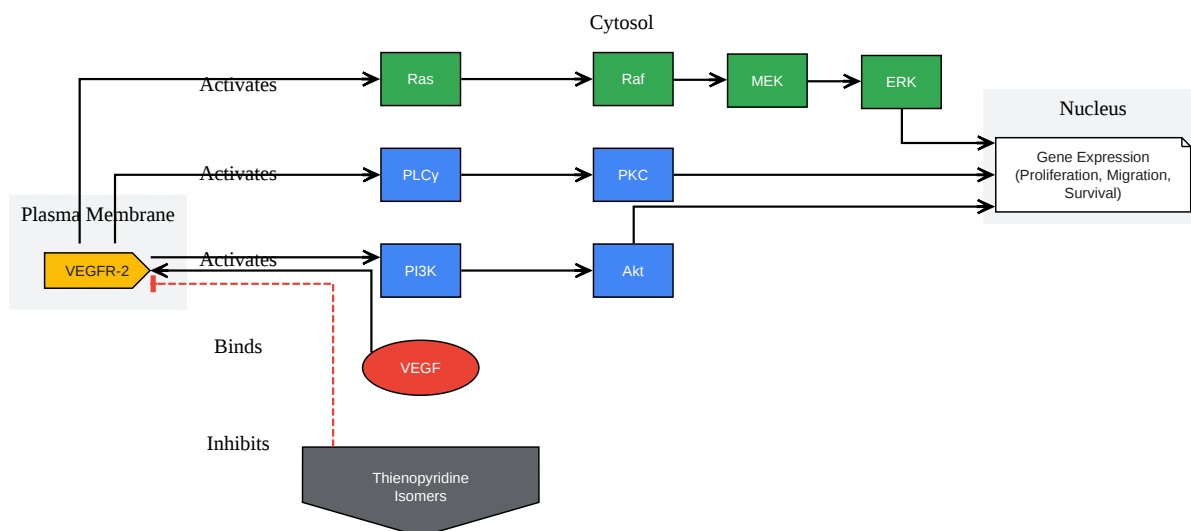 Cytosol
Activates
Ras
Raf
MEK
ERK
Nucleus
Gene Expression
(Proliferation, Migration,
Survival)
Activates
PLCγ
PKC
Plasma Membrane
VEGFR-2
Activates
PI3K
Akt
Binds
VEGF
Inhibits
Thienopyridine
Isomers